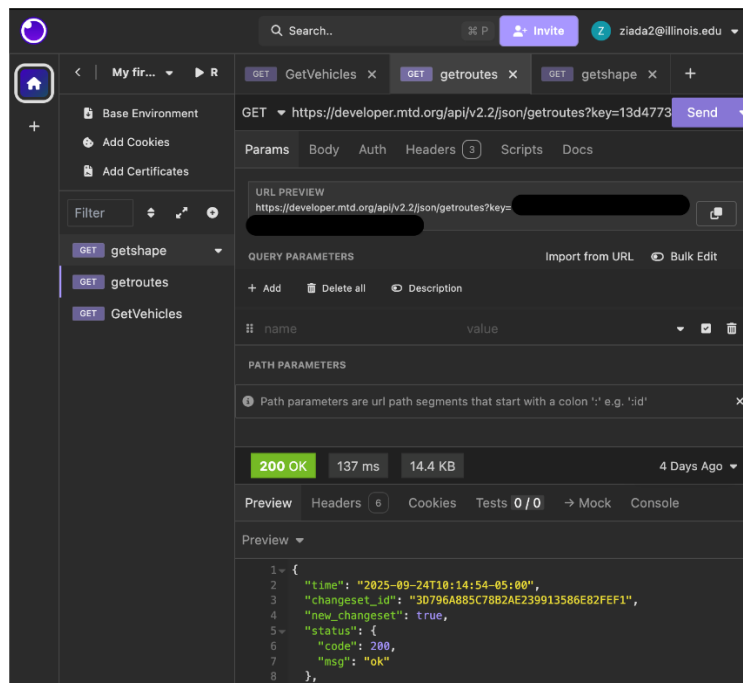 Search..
⌘ P
Invite
Z
ziada2@illinois.edu
My fir...
R
GET GetVehicles
GET getroutes
GET getshape
Base Environment
Add Cookies
Add Certificates
GET https://developer.mtd.org/api/v2.2/json/getroutes?key=13d4773
Send
Params Body Auth Headers 3 Scripts Docs
URL PREVIEW
https://developer.mtd.org/api/v2.2/json/getroutes?key=
Filter
GET getshape
GET getroutes
GET GetVehicles
QUERY PARAMETERS
Import from URL
Bulk Edit
+ Add
Delete all
Description
name
value
PATH PARAMETERS
Path parameters are url path segments that start with a colon ':' e.g. ':id'
200 OK
137 ms
14.4 KB
4 Days Ago
Preview Headers 6 Cookies Tests 0 / 0 → Mock Console
Preview
1 {
2 "time": "2025-09-24T10:14:54-05:00",
3 "changeset_id": "3D796A885C78B2AE239913586E82FEF1",
4 "new_changeset": true,
5 "status": {
6 "code": 200,
7 "msg": "ok"
8 },